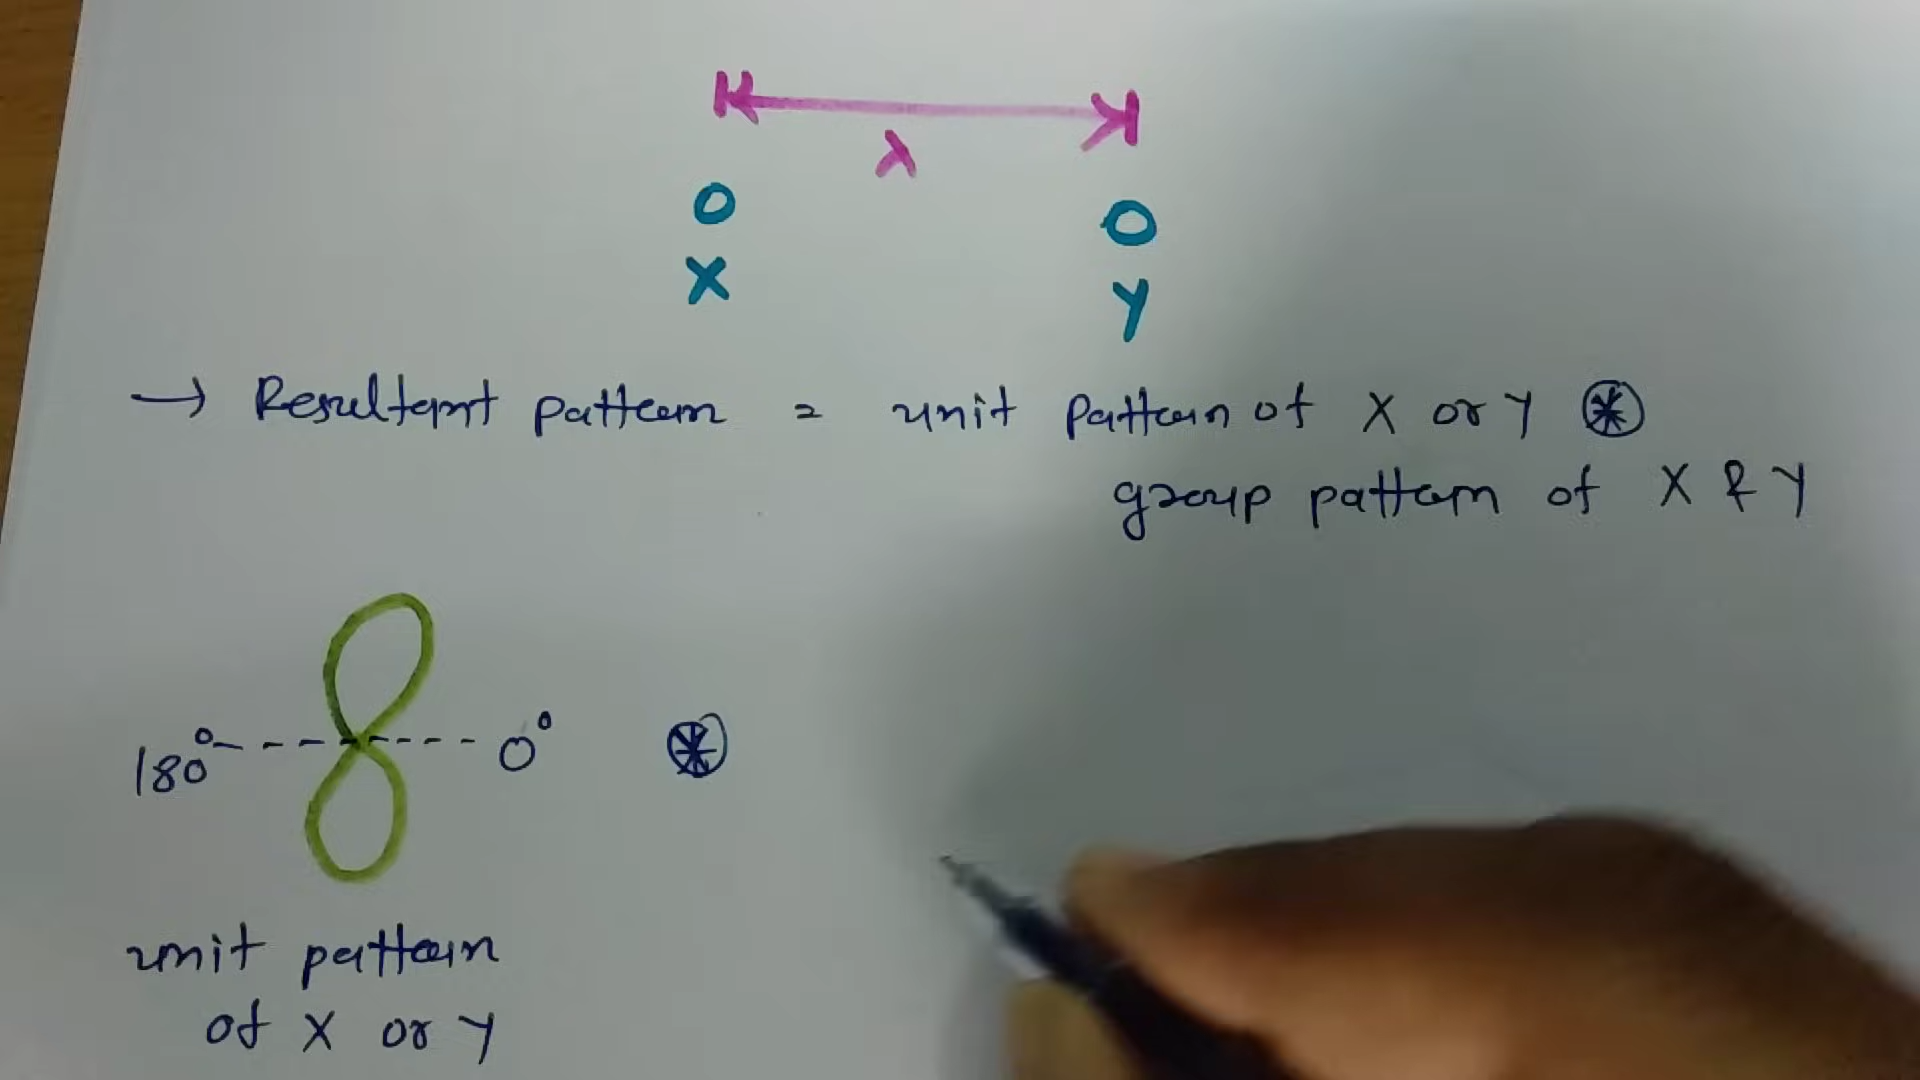 λ
O O
X Y
→ Resultant pattern = unit Pattern of X or Y ⊛
group pattern of X & Y
180° 0° ⊛
unit pattern
of X or Y